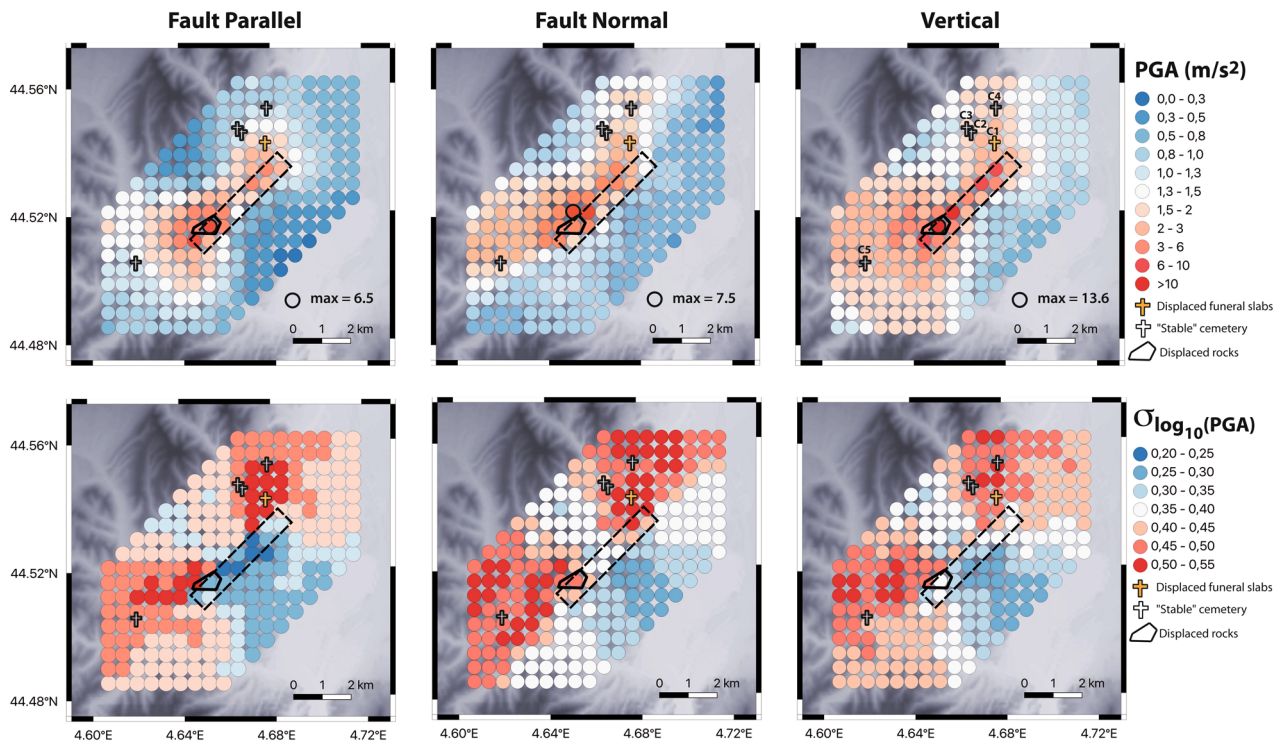 Fault Parallel
Fault Normal
Vertical
44.56°N
44.52°N
44.48°N
max = 6.5
0 1 2 km
max = 7.5
0 1 2 km
C4
C3
C2
C1
C5
max = 13.6
0 1 2 km
PGA (m/s2)
0,0 - 0,3
0,3 - 0,5
0,5 - 0,8
0,8 - 1,0
1,0 - 1,3
1,3 - 1,5
1,5 - 2
2 - 3
3 - 6
6 - 10
>10
Displaced funeral slabs
"Stable" cemetery
Displaced rocks
44.56°N
44.52°N
44.48°N
0 1 2 km
0 1 2 km
0 1 2 km
4.60°E 4.64°E 4.68°E 4.72°E
4.60°E 4.64°E 4.68°E 4.72°E
4.60°E 4.64°E 4.68°E 4.72°E
σlog10(PGA)
0,20 - 0,25
0,25 - 0,30
0,30 - 0,35
0,35 - 0,40
0,40 - 0,45
0,45 - 0,50
0,50 - 0,55
Displaced funeral slabs
"Stable" cemetery
Displaced rocks